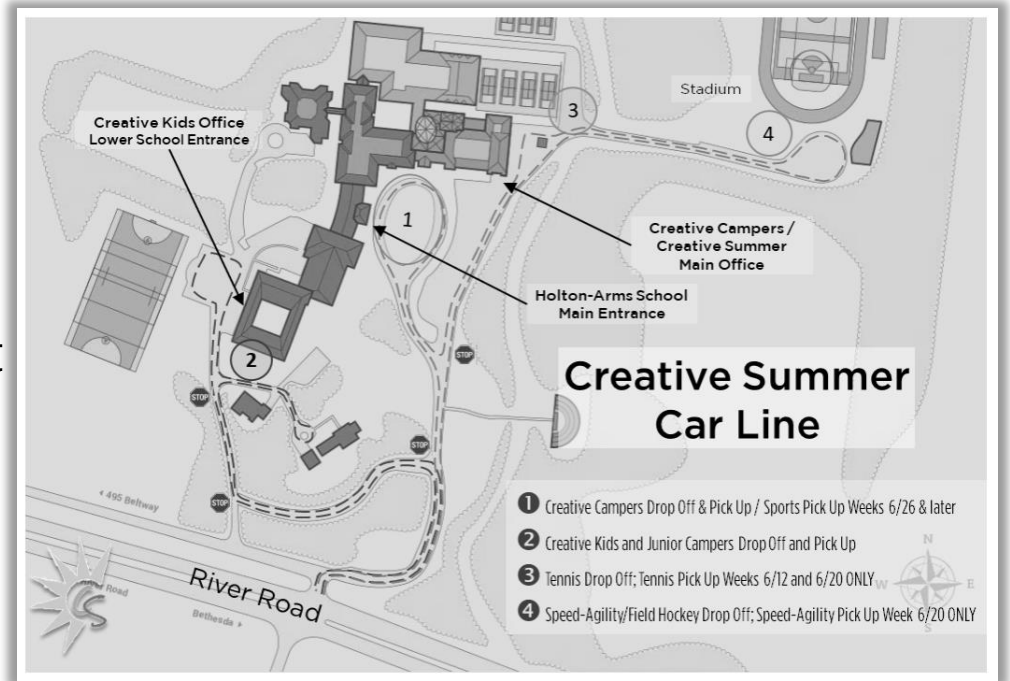 Stadium
3
4
Creative Kids Office
Lower School Entrance
1
Creative Campers /
Creative Summer
Main Office
Holton-Arms School
Main Entrance
2
STOP
STOP
STOP
STOP
Creative Summer
Car Line
495 Beltway
River Road
Road
Bethesda
CS
1 Creative Campers Drop Off & Pick Up / Sports Pick Up Weeks 6/26 & later
2 Creative Kids and Junior Campers Drop Off and Pick Up
3 Tennis Drop Off; Tennis Pick Up Weeks 6/12 and 6/20 ONLY
4 Speed-Agility/Field Hockey Drop Off; Speed-Agility Pick Up Week 6/20 ONLY
N
W
E
S